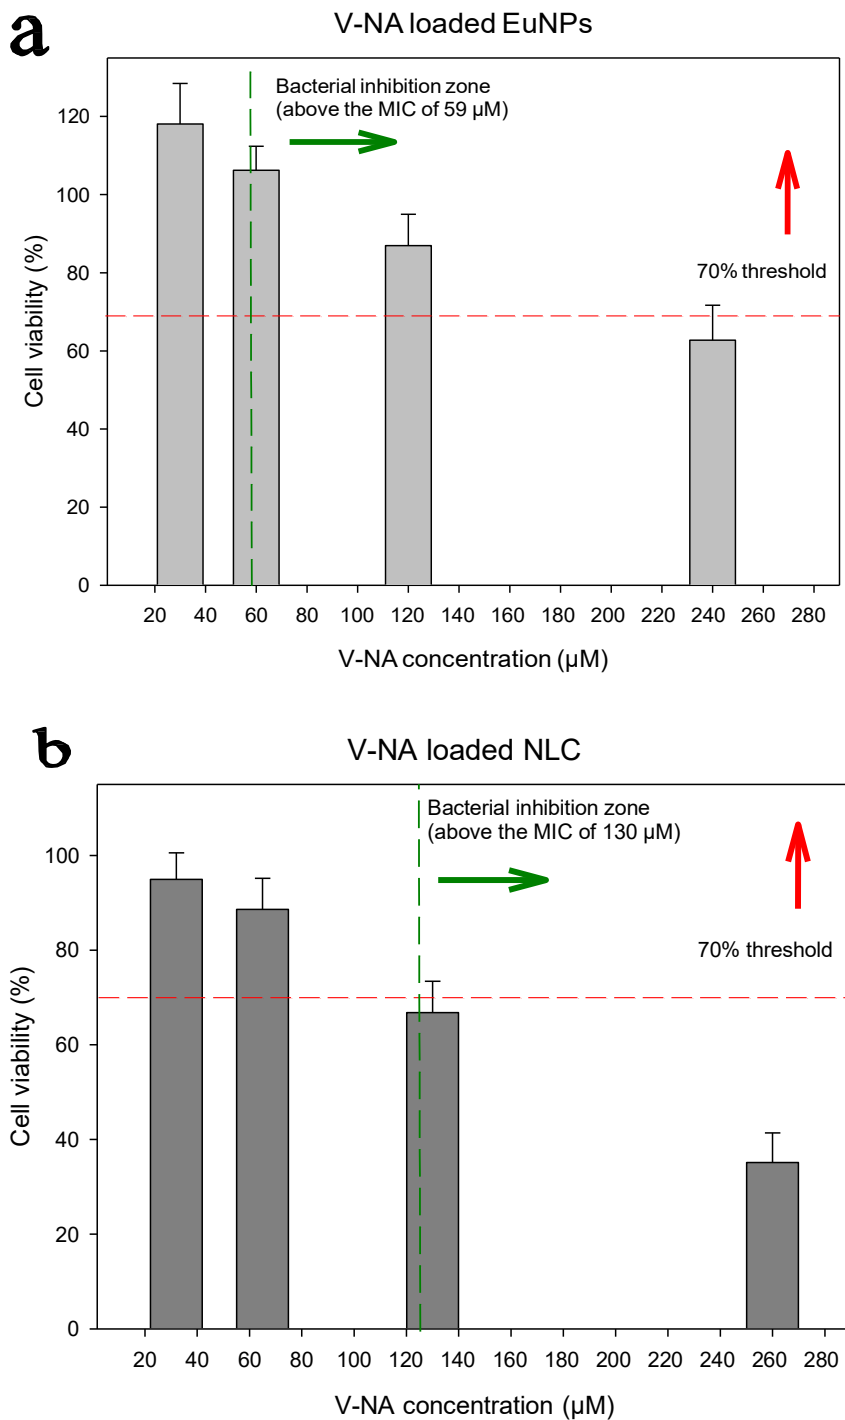 a
V-NA loaded EuNPs
Bacterial inhibition zone
(above the MIC of 59 µM)
70% threshold
Cell viability (%)
120
100
80
60
40
20
0
20 40 60 80 100 120 140 160 180 200 220 240 260 280
V-NA concentration (µM)
b
V-NA loaded NLC
Bacterial inhibition zone
(above the MIC of 130 µM)
70% threshold
Cell viability (%)
100
80
60
40
20
0
20 40 60 80 100 120 140 160 180 200 220 240 260 280
V-NA concentration (µM)